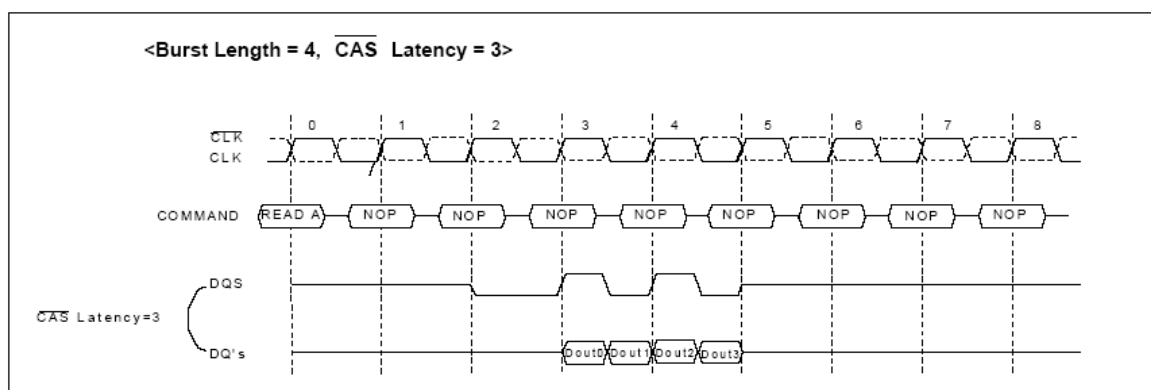 <Burst Length = 4, CAS Latency = 3>
0 1 2 3 4 5 6 7 8
CLK
CLK
COMMAND READ A NOP NOP NOP NOP NOP NOP NOP NOP
DQS
CAS Latency=3
DQ's Dout0 Dout1 Dout2 Dout3